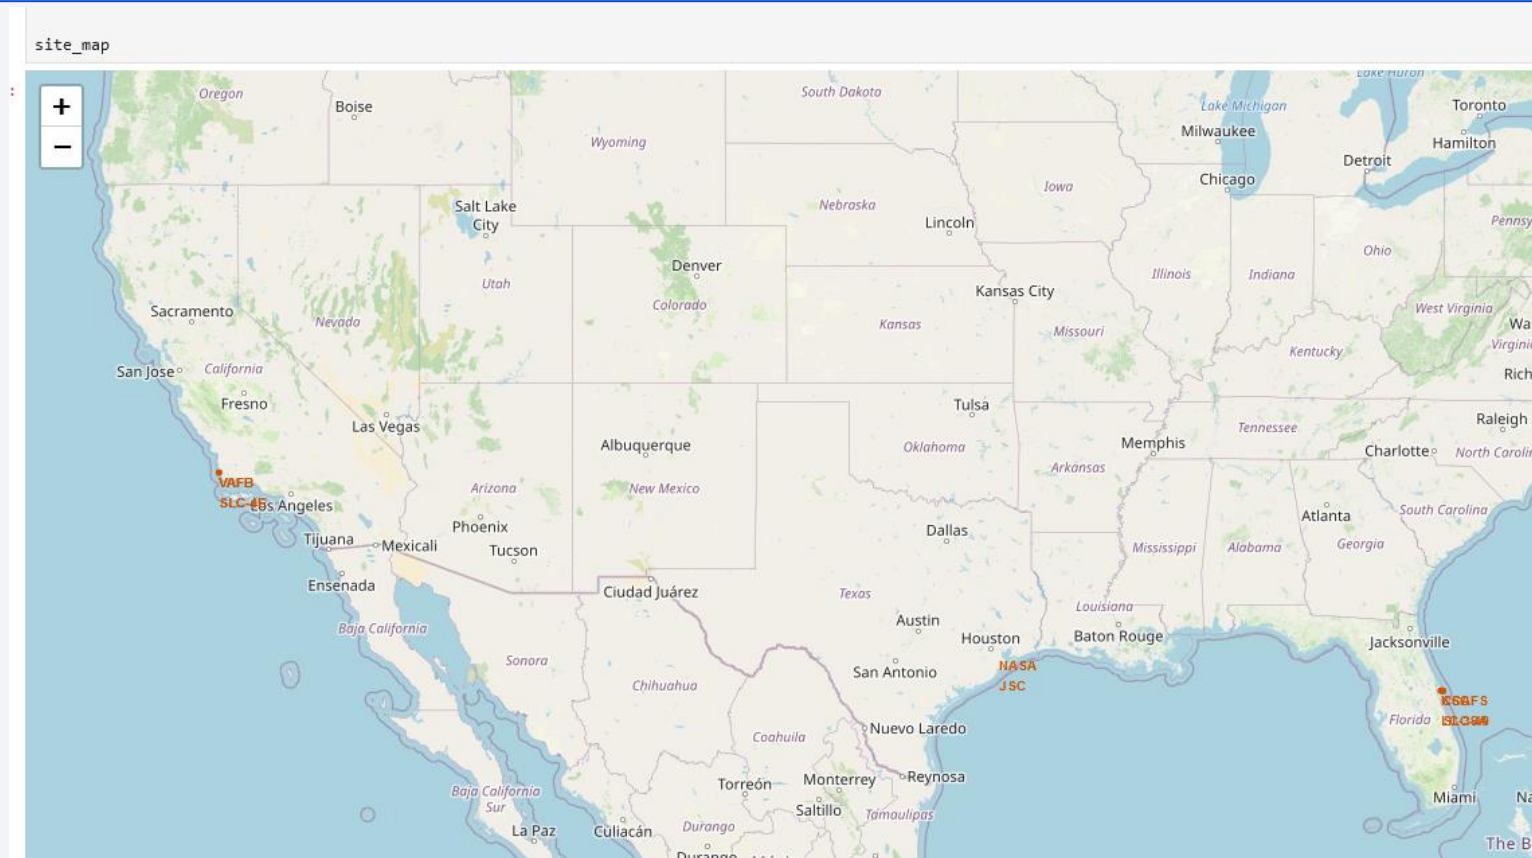 site_map
+
−
Oregon
Boise
South Dakota
Lake Huron
Lake Michigan
Toronto
Milwaukee
Hamilton
Wyoming
Detroit
Chicago
Iowa
Salt Lake
City
Nebraska
Lincoln
Pennsy
Ohio
Denver
Illinois
Indiana
Utah
Kansas City
Colorado
Sacramento
Nevada
Kansas
Missouri
West Virginia
Wa
Virginia
Kentucky
San Jose
California
Rich
Fresno
Tulsa
Las Vegas
Raleigh
Tennessee
Albuquerque
Oklahoma
Memphis
Charlotte
North Carolin
Arkansas
VAFB
SLC-4E
Los Angeles
Arizona
New Mexico
South Carolina
Phoenix
Atlanta
Dallas
Tijuana
Mexicali
Tucson
Mississippi
Alabama
Georgia
Ensenada
Ciudad Juárez
Texas
Louisiana
Austin
Baja California
Houston
Baton Rouge
Jacksonville
Sonora
NASA
JSC
San Antonio
Chihuahua
Florida
Nuevo Laredo
Coahuila
Reynosa
Torreón
Monterrey
Baja California
Sur
Saltillo
Tamaulipas
Miami
Na
La Paz
Culiacán
Durango
The B
Durango